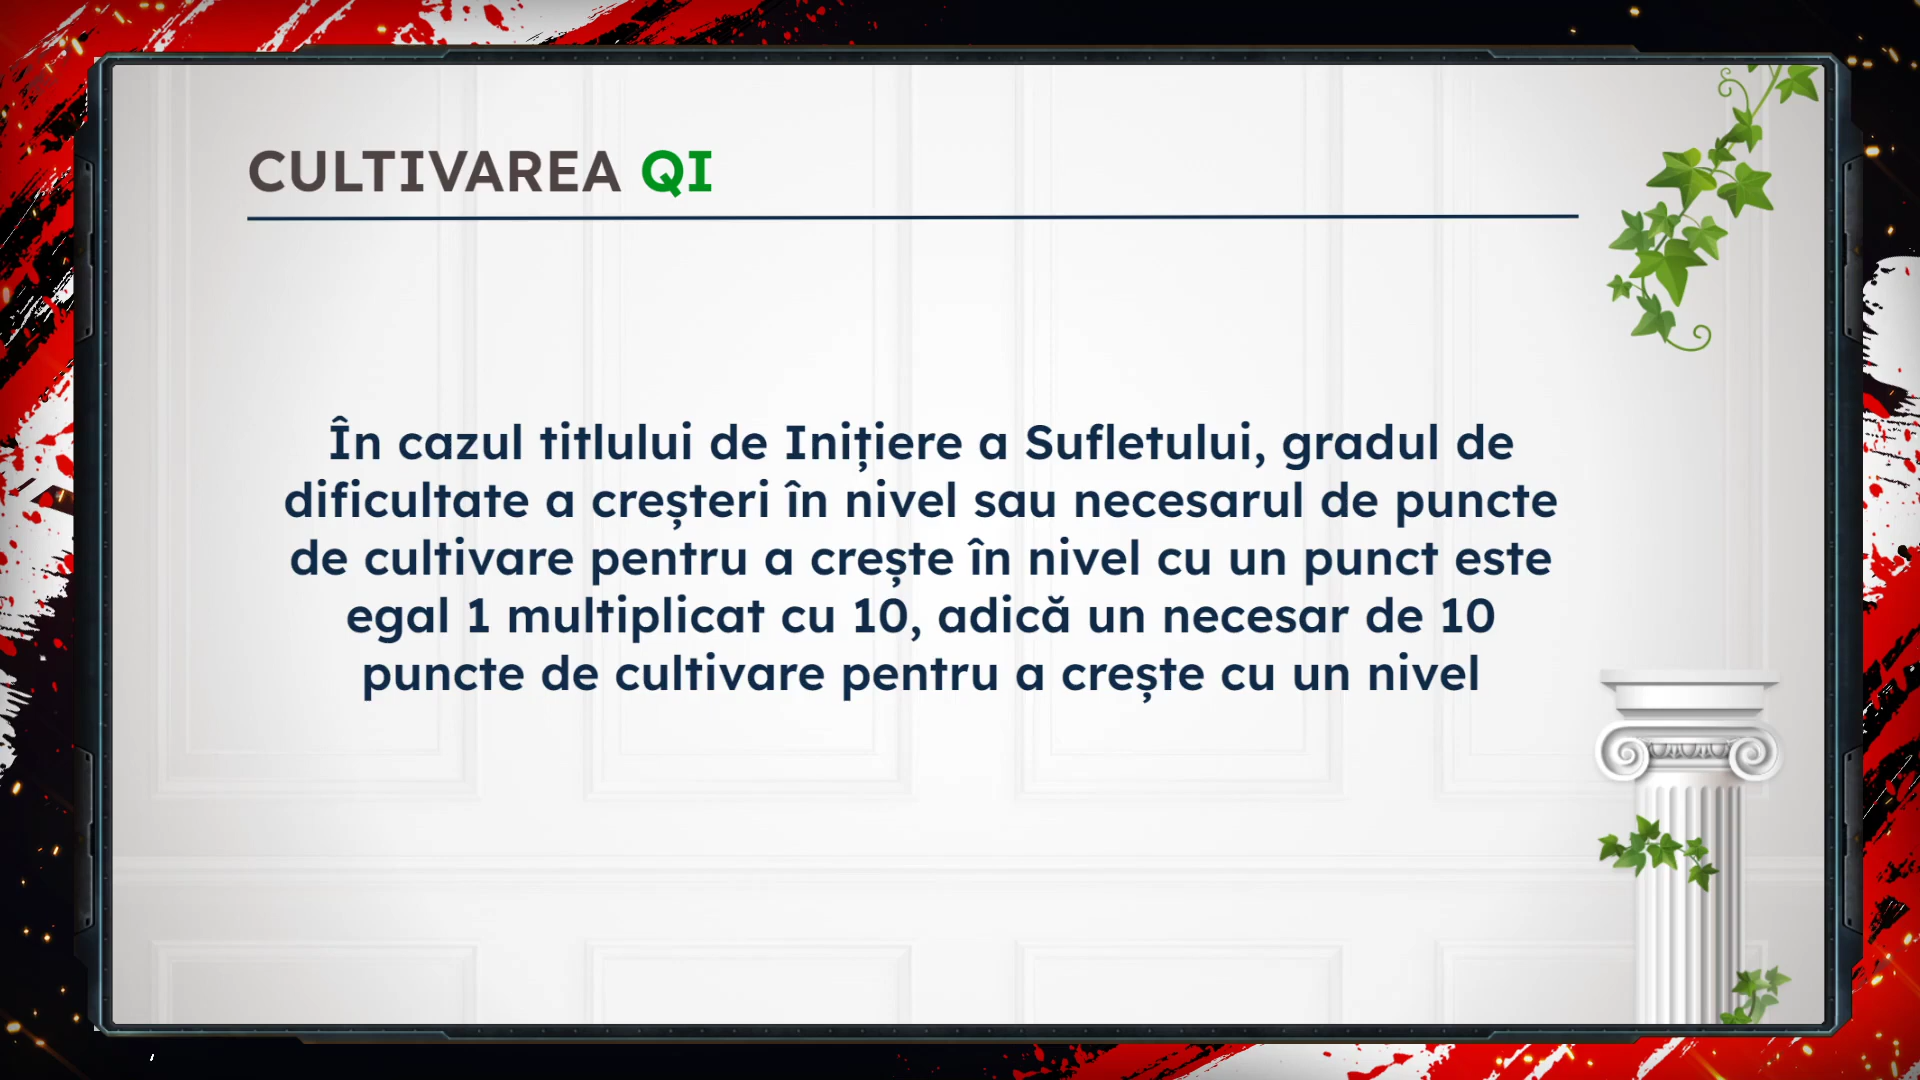 CULTIVAREA QI
În cazul titlului de Inițiere a Sufletului, gradul de
dificultate a creșteri în nivel sau necesarul de puncte
de cultivare pentru a crește în nivel cu un punct este
egal 1 multiplicat cu 10, adică un necesar de 10
puncte de cultivare pentru a crește cu un nivel